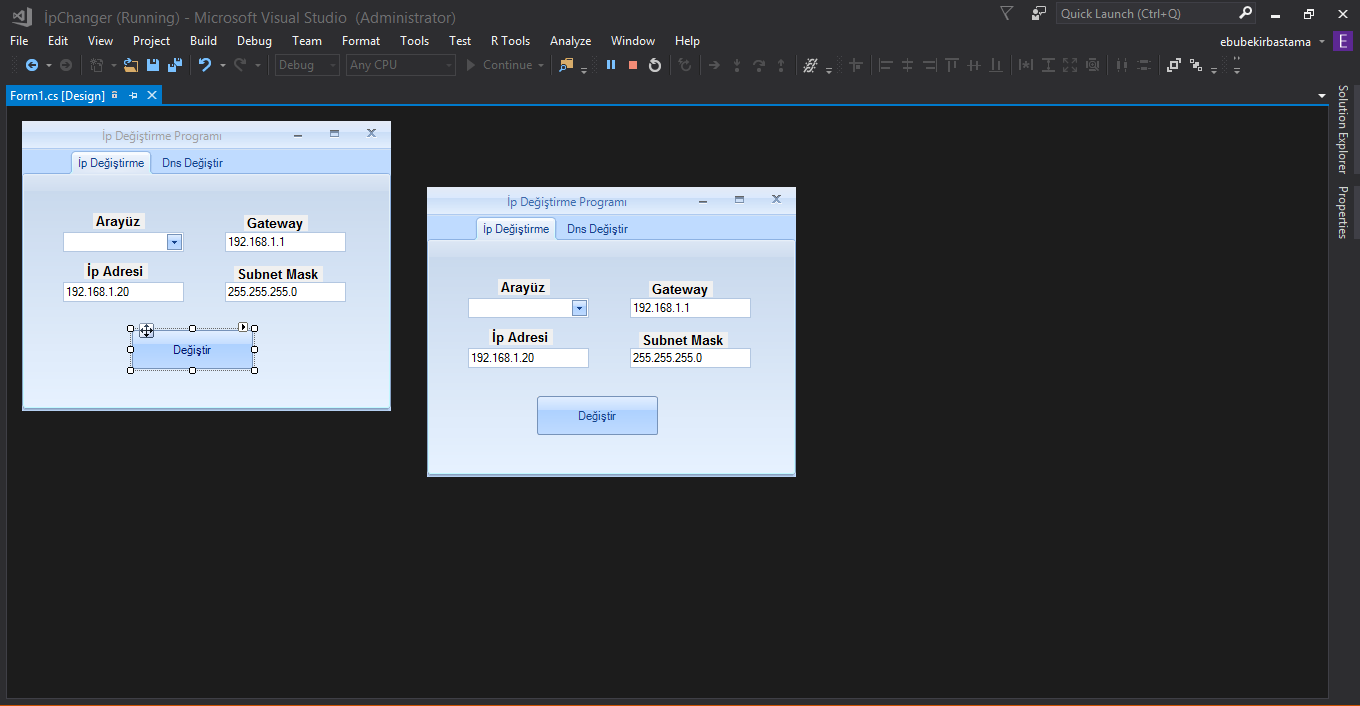 İpChanger (Running) - Microsoft Visual Studio (Administrator)
Quick Launch (Ctrl+Q)
File Edit View Project Build Debug Team Format Tools Test R Tools Analyze Window Help
ebubekirbastama E
Debug Any CPU Continue
Form1.cs [Design]
Solution Explorer
Properties
İp Değiştirme Programı
İp Değiştirme Dns Değiştir
Arayüz Gateway
192.168.1.1
İp Adresi Subnet Mask
192.168.1.20 255.255.255.0
Değiştir
İp Değiştirme Programı
İp Değiştirme Dns Değiştir
Arayüz Gateway
192.168.1.1
İp Adresi Subnet Mask
192.168.1.20 255.255.255.0
Değiştir